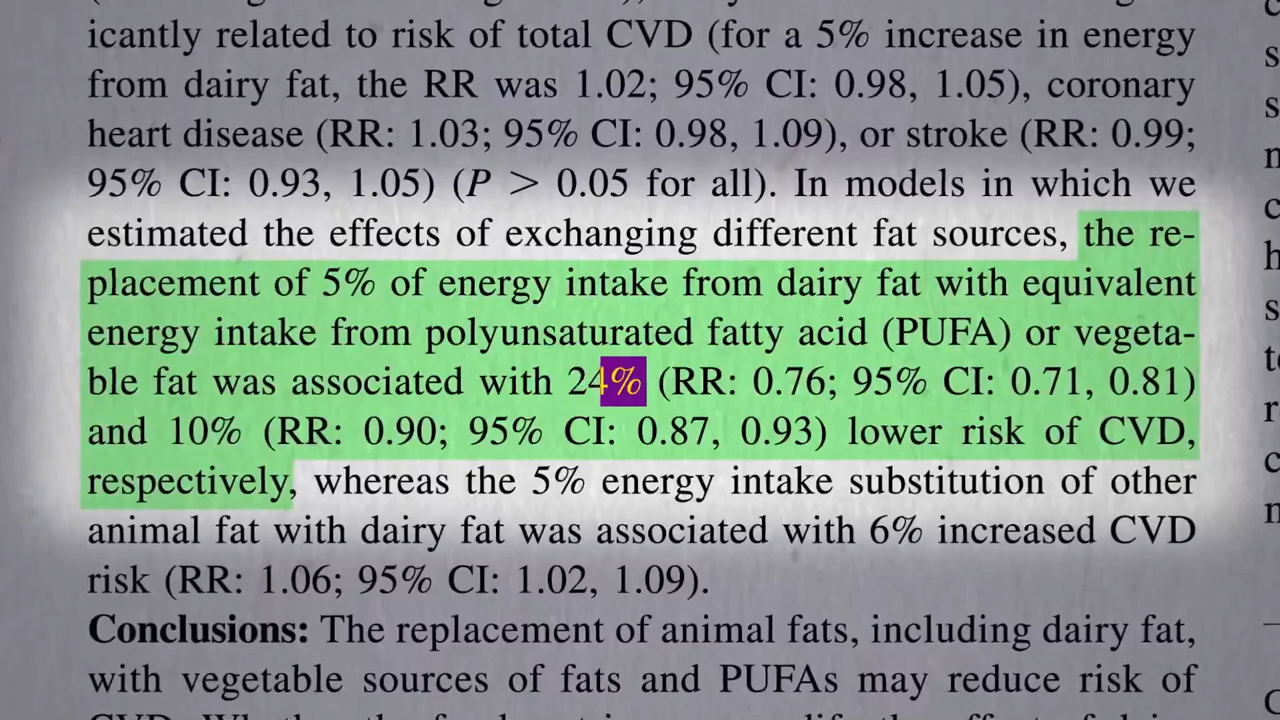 icantly related to risk of total CVD (for a 5% increase in energy
from dairy fat, the RR was 1.02; 95% CI: 0.98, 1.05), coronary
heart disease (RR: 1.03; 95% CI: 0.98, 1.09), or stroke (RR: 0.99;
95% CI: 0.93, 1.05) (P > 0.05 for all). In models in which we
estimated the effects of exchanging different fat sources, the re-
placement of 5% of energy intake from dairy fat with equivalent
energy intake from polyunsaturated fatty acid (PUFA) or vegeta-
ble fat was associated with 24% (RR: 0.76; 95% CI: 0.71, 0.81)
and 10% (RR: 0.90; 95% CI: 0.87, 0.93) lower risk of CVD,
respectively, whereas the 5% energy intake substitution of other
animal fat with dairy fat was associated with 6% increased CVD
risk (RR: 1.06; 95% CI: 1.02, 1.09).
Conclusions: The replacement of animal fats, including dairy fat,
with vegetable sources of fats and PUFAs may reduce risk of